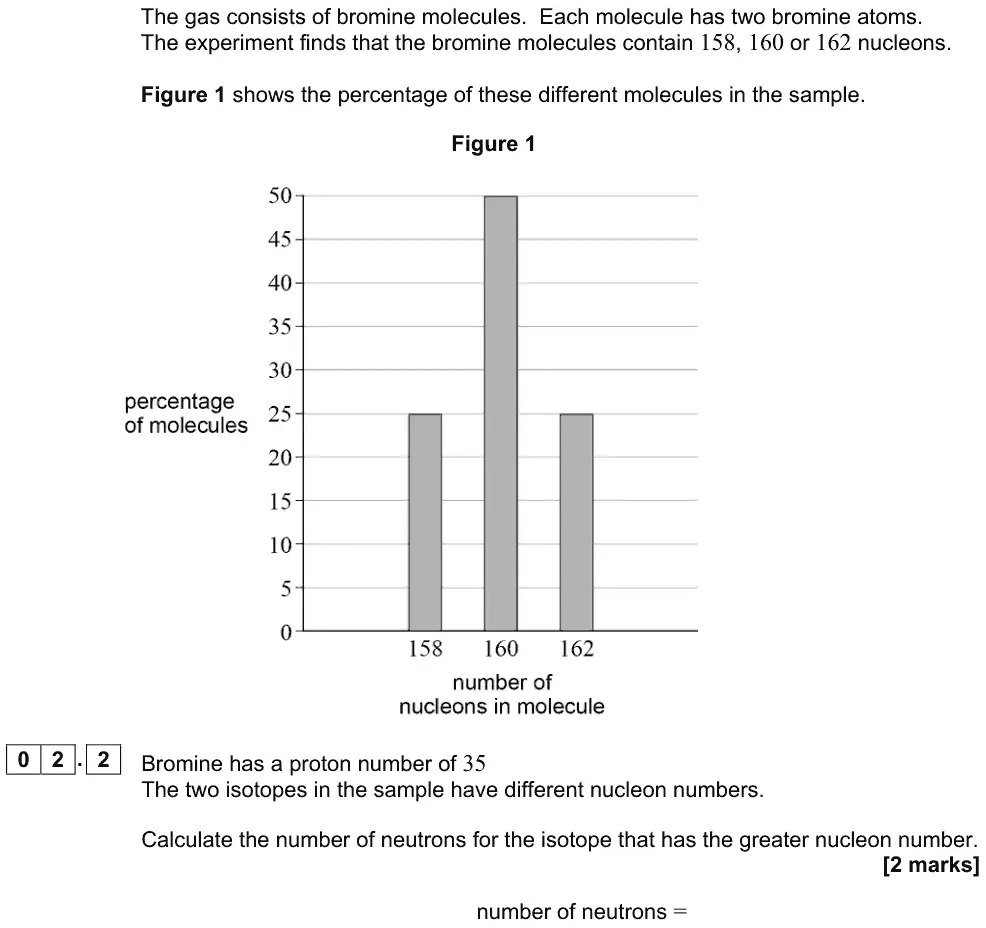 The gas consists of bromine molecules. Each molecule has two bromine atoms.
The experiment finds that the bromine molecules contain 158, 160 or 162 nucleons.
Figure 1 shows the percentage of these different molecules in the sample.
Figure 1
50
45
40
35
30
25
20
15
10
5
0
percentage
of molecules
158 160 162
number of
nucleons in molecule
0 2 . 2 Bromine has a proton number of 35
The two isotopes in the sample have different nucleon numbers.
Calculate the number of neutrons for the isotope that has the greater nucleon number.
[2 marks]
number of neutrons =